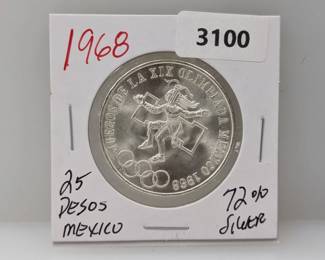 1968
3100
JUEGOS DE LA XIX OLIMPIADA MEXICO 1968
25
PESOS
MEXICO
72%
Silver